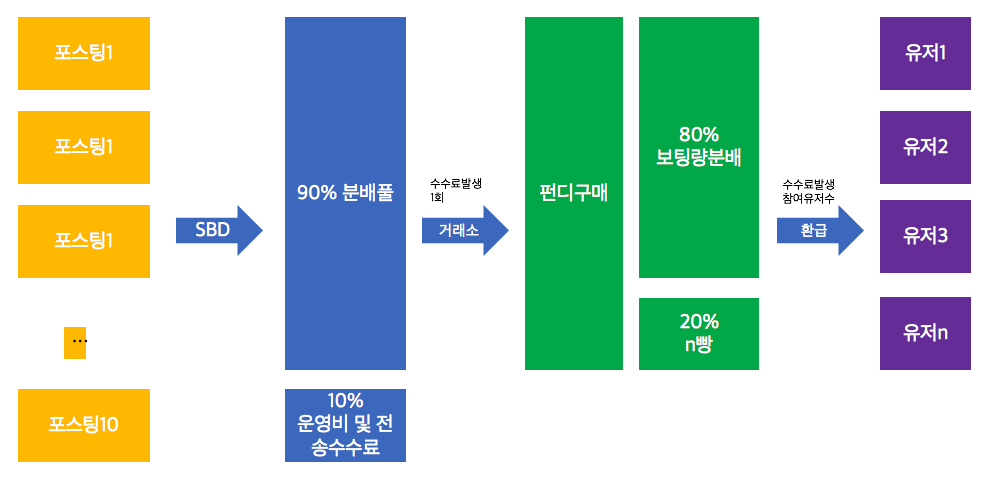 포스팅1
포스팅1
포스팅1
...
포스팅10
SBD
90% 분배풀
10%
운영비 및 전
송수수료
수수료발생
1회
거래소
펀디구매
80%
보팅량분배
20%
n빵
수수료발생
참여유저수
환급
유저1
유저2
유저3
유저n